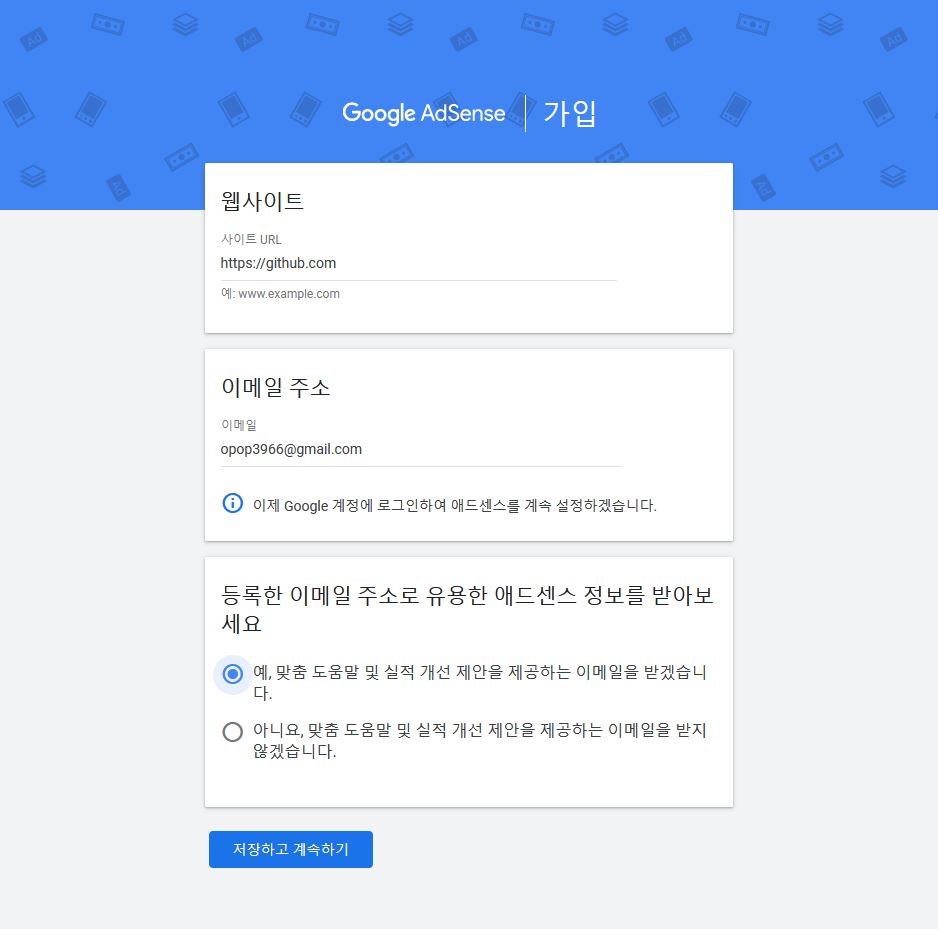 Google AdSense | 가입
웹사이트
사이트 URL
https://github.com
예: www.example.com
이메일 주소
이메일
opop3966@gmail.com
이제 Google 계정에 로그인하여 애드센스를 계속 설정하겠습니다.
등록한 이메일 주소로 유용한 애드센스 정보를 받아보
세요
예, 맞춤 도움말 및 실적 개선 제안을 제공하는 이메일을 받겠습니
다.
아니요, 맞춤 도움말 및 실적 개선 제안을 제공하는 이메일을 받지
않겠습니다.
저장하고 계속하기